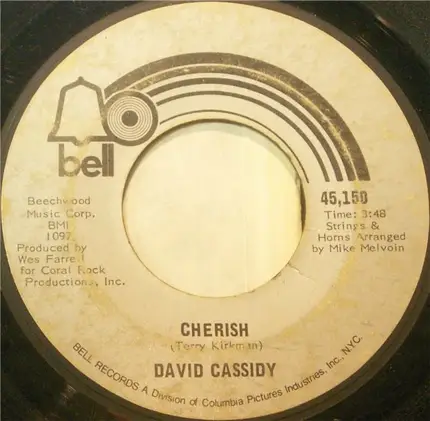 bell
Beechwood
Music Corp.
BMI
1097
Produced by
Wes Farrell
for Coral Rock
Productions, Inc.
45,150
Time: 3:48
Strings &
Horns Arranged
by Mike Melvoin
CHERISH
(Terry Kirkman)
DAVID CASSIDY
BELL RECORDS A Division of Columbia Pictures Industries, Inc., N.Y.C.